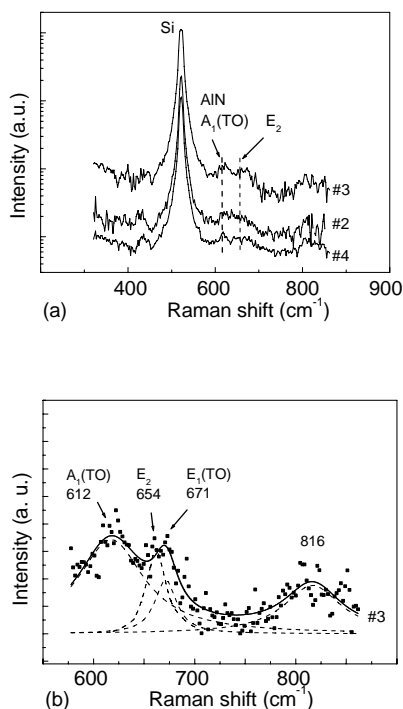 Si
AlN
A1(TO) E2
#3
#2
#4
Intensity (a.u.)
400 600 800 900
(a) Raman shift (cm-1)
A1(TO) E2 E1(TO)
612 654 671
816
#3
Intensity (a. u.)
600 700 800
(b) Raman shift (cm-1)